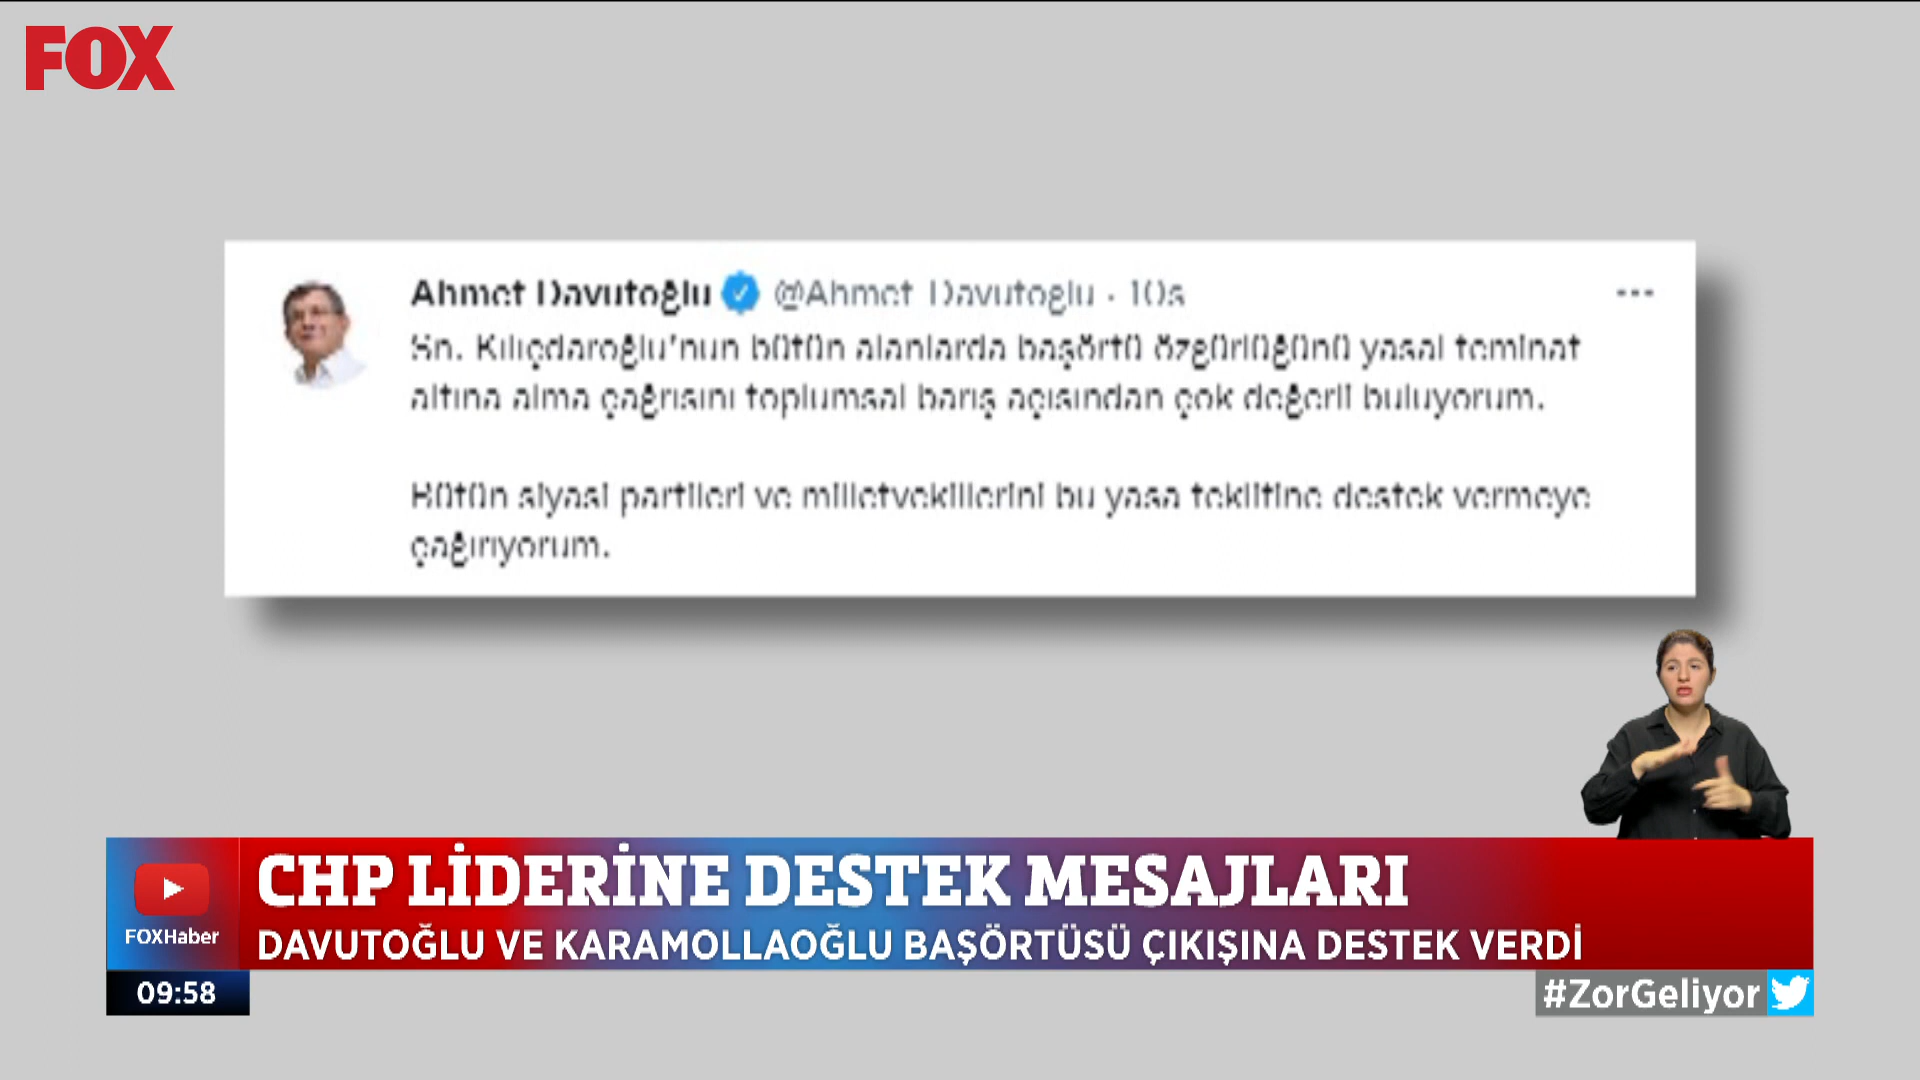 FOX
Ahmet Davutoğlu @Ahmet_Davutoglu · 10s
Sn. Kılıçdaroğlu'nun bütün alanlarda başörtü özgürlüğünü yasal teminat
altına alma çağrısını toplumsal barış açısından çok değerli buluyorum.
Bütün siyasi partileri ve milletvekillerini bu yasa teklifine destek vermeye
çağırıyorum.
CHP LİDERİNE DESTEK MESAJLARI
FOXHaber
DAVUTOĞLU VE KARAMOLLAOĞLU BAŞÖRTÜSÜ ÇIKIŞINA DESTEK VERDİ
09:58
#ZorGeliyor